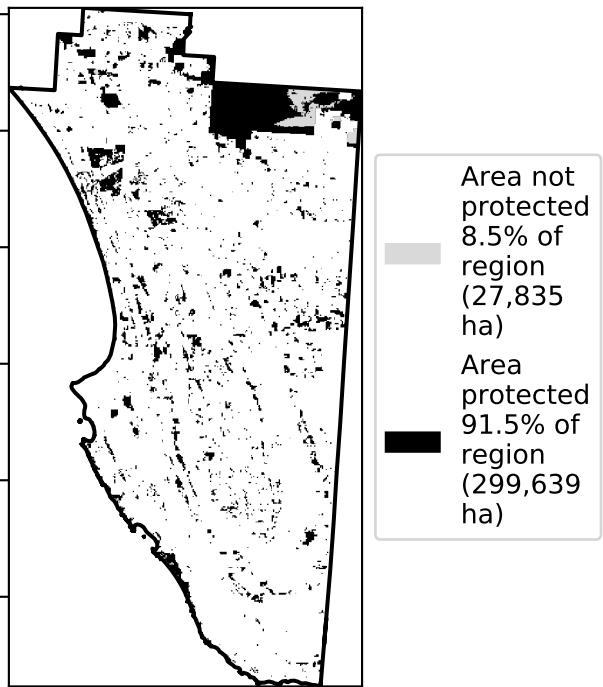 Area not
protected
8.5% of
region
(27,835
ha)
Area
protected
91.5% of
region
(299,639
ha)